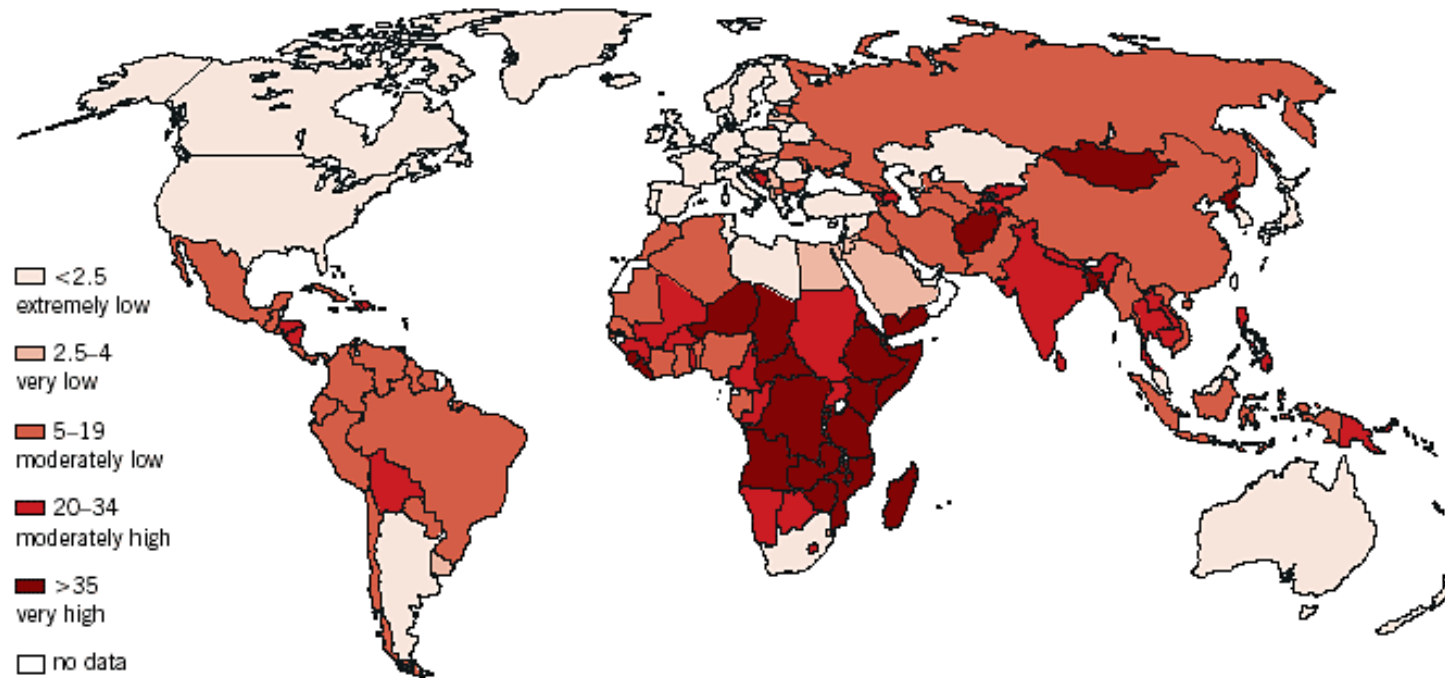 <2.5
extremely low
2.5–4
very low
5–19
moderately low
20–34
moderately high
>35
very high
no data